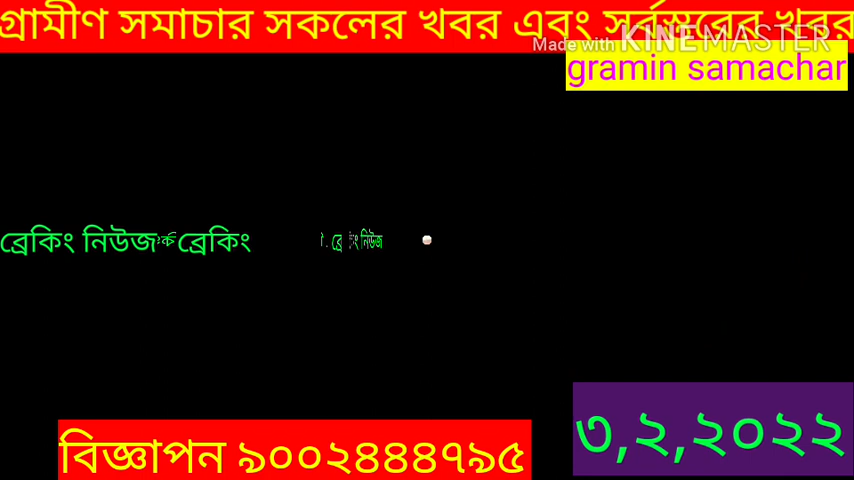 গ্রামীণ সমাচার সকলের খবর এবং সর্বস্তরের খবর
Made with KINEMASTER
gramin samachar
ব্রেকিং নিউজ ব্রেকিং
নিউজ
৩,২,২০২২
বিজ্ঞাপন ৯০০২৪৪৪৭৯৫